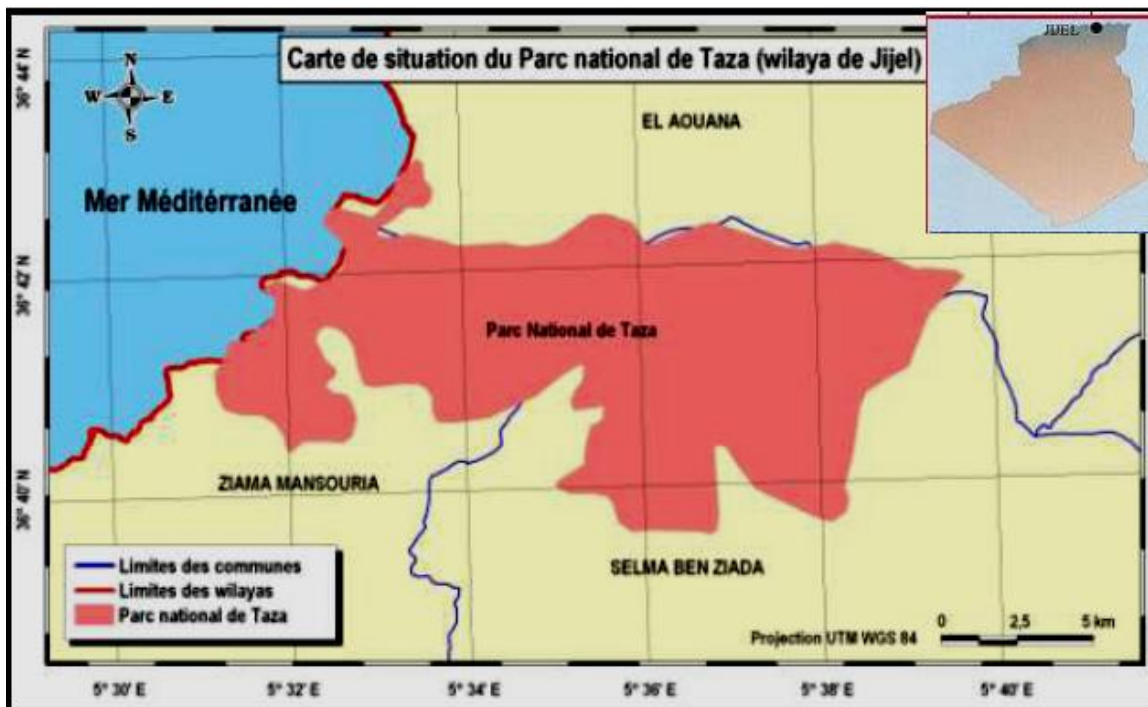 Carte de situation du Parc national de Taza (wilaya de Jijel)
JIJEL
36° 44' N
36° 42' N
36° 40' N
N
W E
S
EL AOUANA
Mer Méditérranée
Parc National de Taza
ZIAMA MANSOURIA
SELMA BEN ZIADA
Limites des communes
Limites des wilayas
Parc national de Taza
0 2,5 5 km
Projection UTM WGS 84
5° 30' E 5° 32' E 5° 34' E 5° 36' E 5° 38' E 5° 40' E